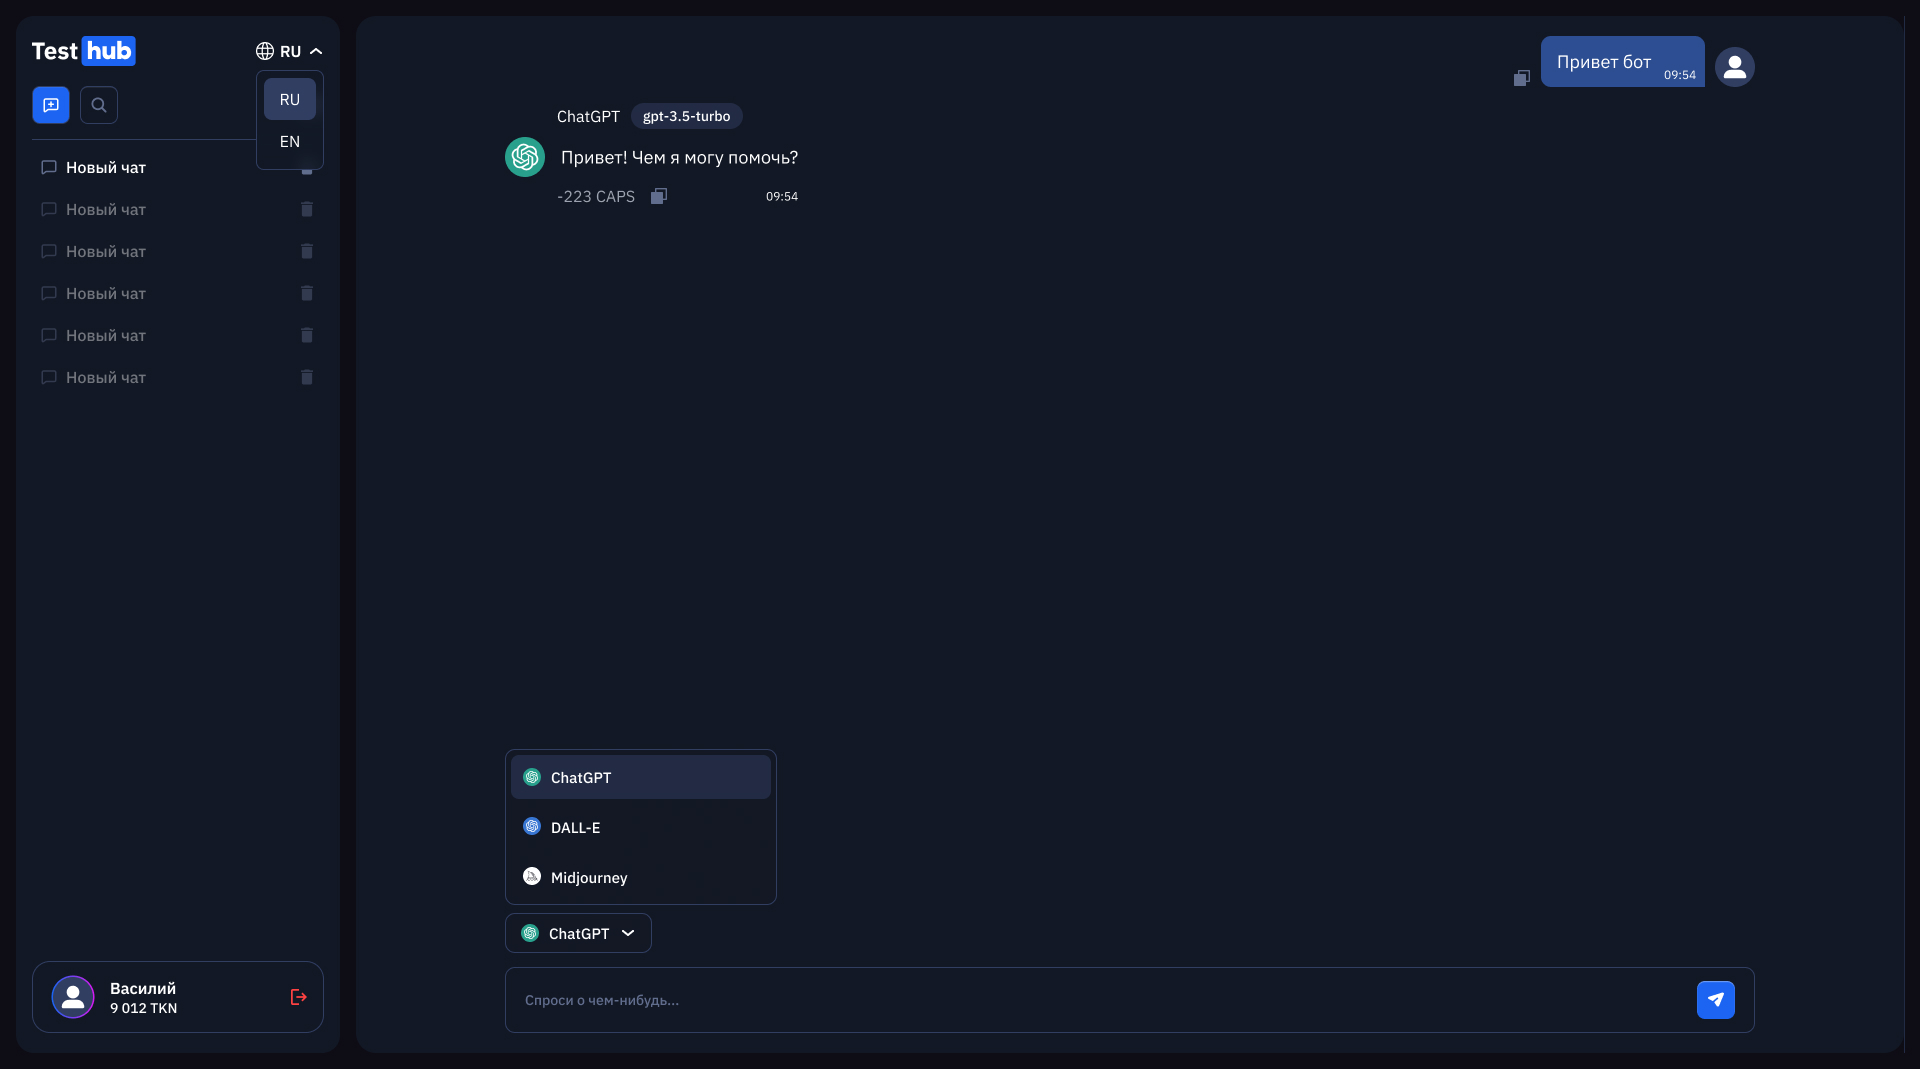 Test hub
RU
RU
EN
Новый чат
Новый чат
Новый чат
Новый чат
Новый чат
Новый чат
Василий
9 012 TKN
Привет бот
09:54
ChatGPT gpt-3.5-turbo
Привет! Чем я могу помочь?
-223 CAPS 09:54
ChatGPT
DALL-E
Midjourney
ChatGPT
Спроси о чем-нибудь...